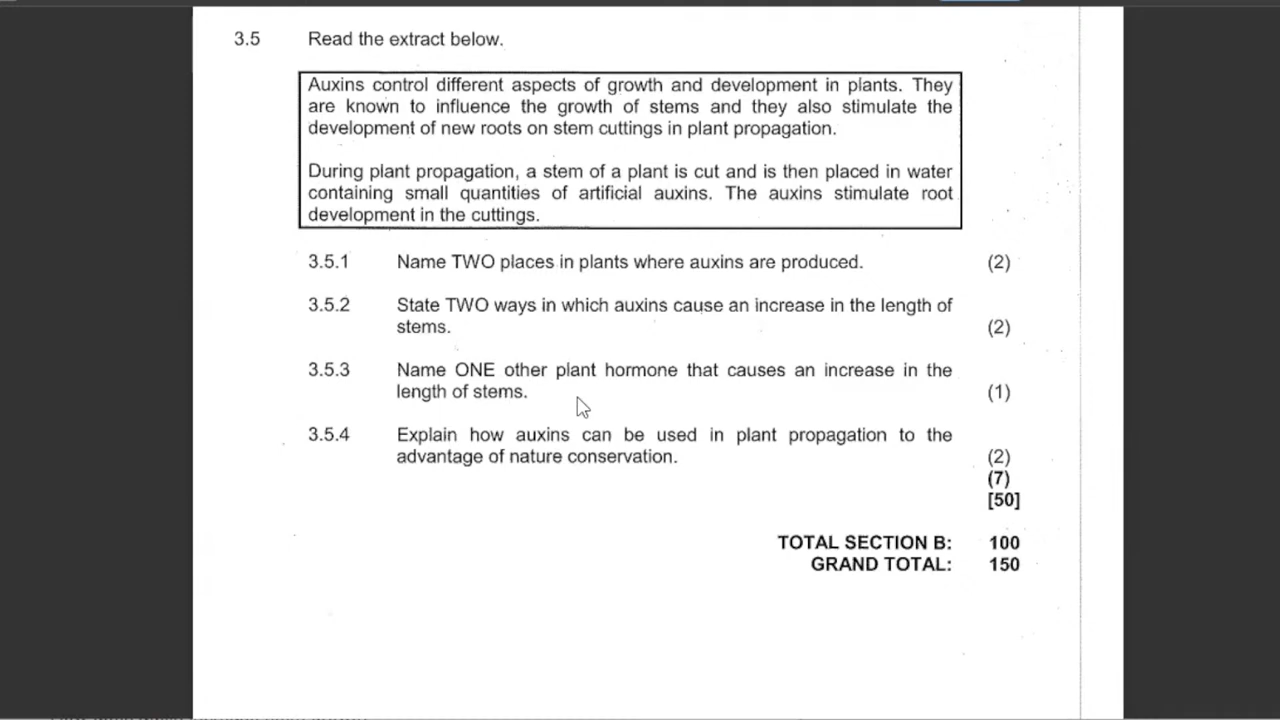 3.5 Read the extract below.
Auxins control different aspects of growth and development in plants. They
are known to influence the growth of stems and they also stimulate the
development of new roots on stem cuttings in plant propagation.
During plant propagation, a stem of a plant is cut and is then placed in water
containing small quantities of artificial auxins. The auxins stimulate root
development in the cuttings.
3.5.1 Name TWO places in plants where auxins are produced. (2)
3.5.2 State TWO ways in which auxins cause an increase in the length of
stems. (2)
3.5.3 Name ONE other plant hormone that causes an increase in the
length of stems. (1)
3.5.4 Explain how auxins can be used in plant propagation to the
advantage of nature conservation. (2)
(7)
[50]
TOTAL SECTION B: 100
GRAND TOTAL: 150